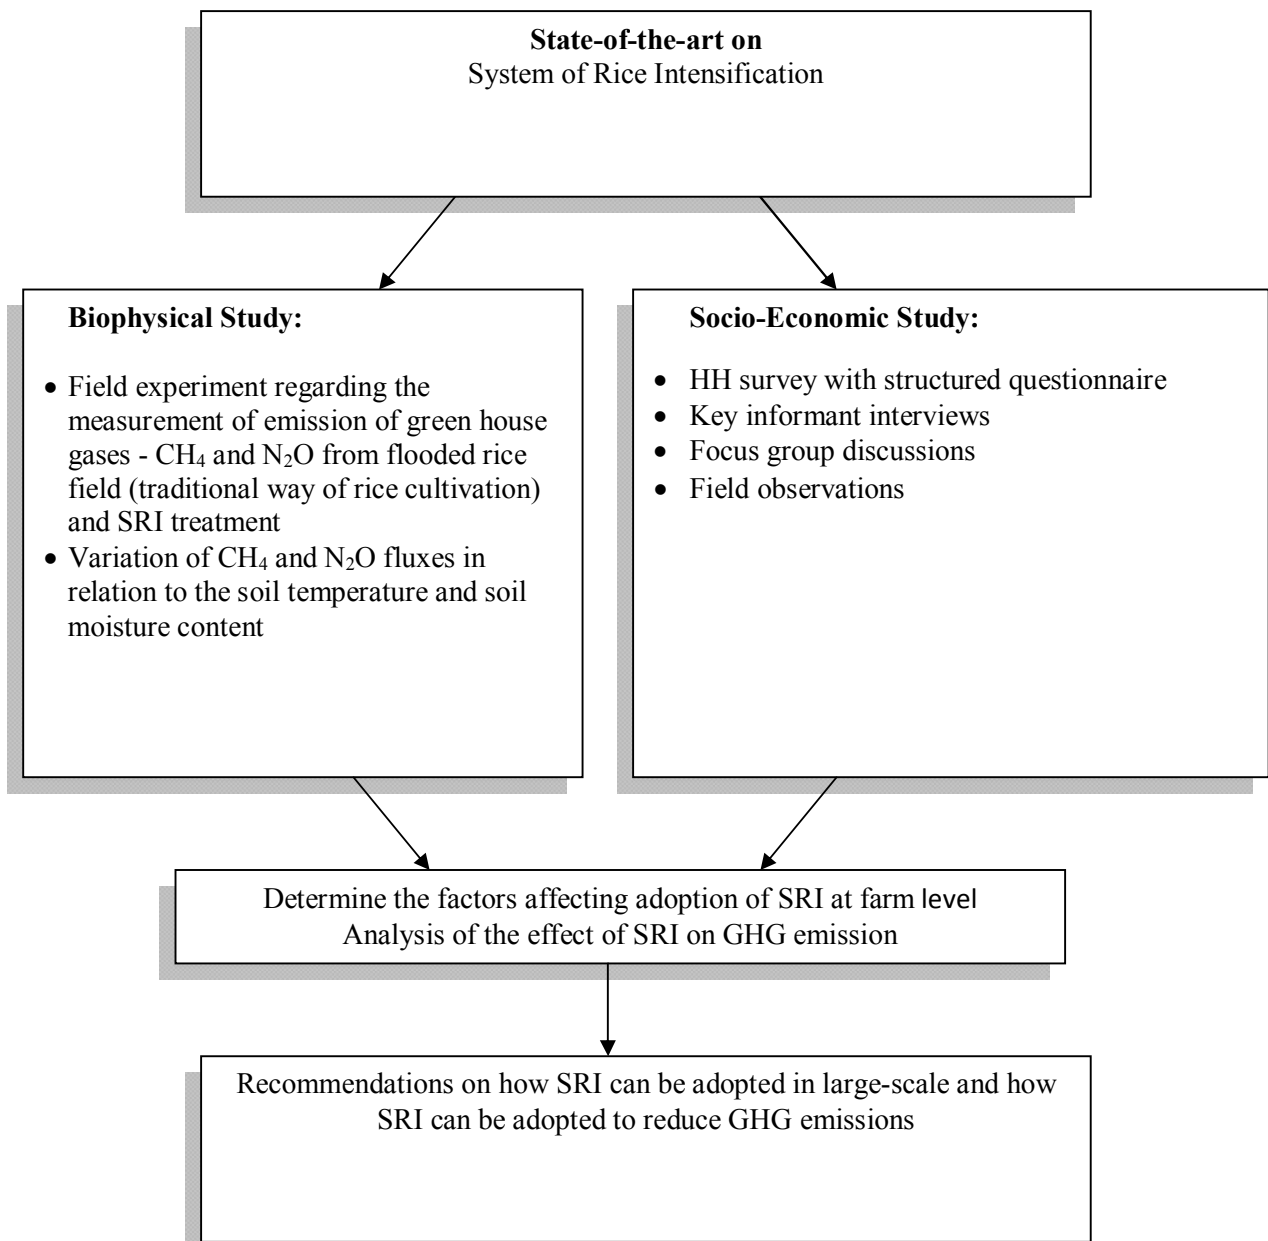 State-of-the-art on
System of Rice Intensification
Biophysical Study:
• Field experiment regarding the
measurement of emission of green house
gases - CH₄ and N₂O from flooded rice
field (traditional way of rice cultivation)
and SRI treatment
• Variation of CH₄ and N₂O fluxes in
relation to the soil temperature and soil
moisture content
Socio-Economic Study:
• HH survey with structured questionnaire
• Key informant interviews
• Focus group discussions
• Field observations
Determine the factors affecting adoption of SRI at farm level
Analysis of the effect of SRI on GHG emission
Recommendations on how SRI can be adopted in large-scale and how
SRI can be adopted to reduce GHG emissions